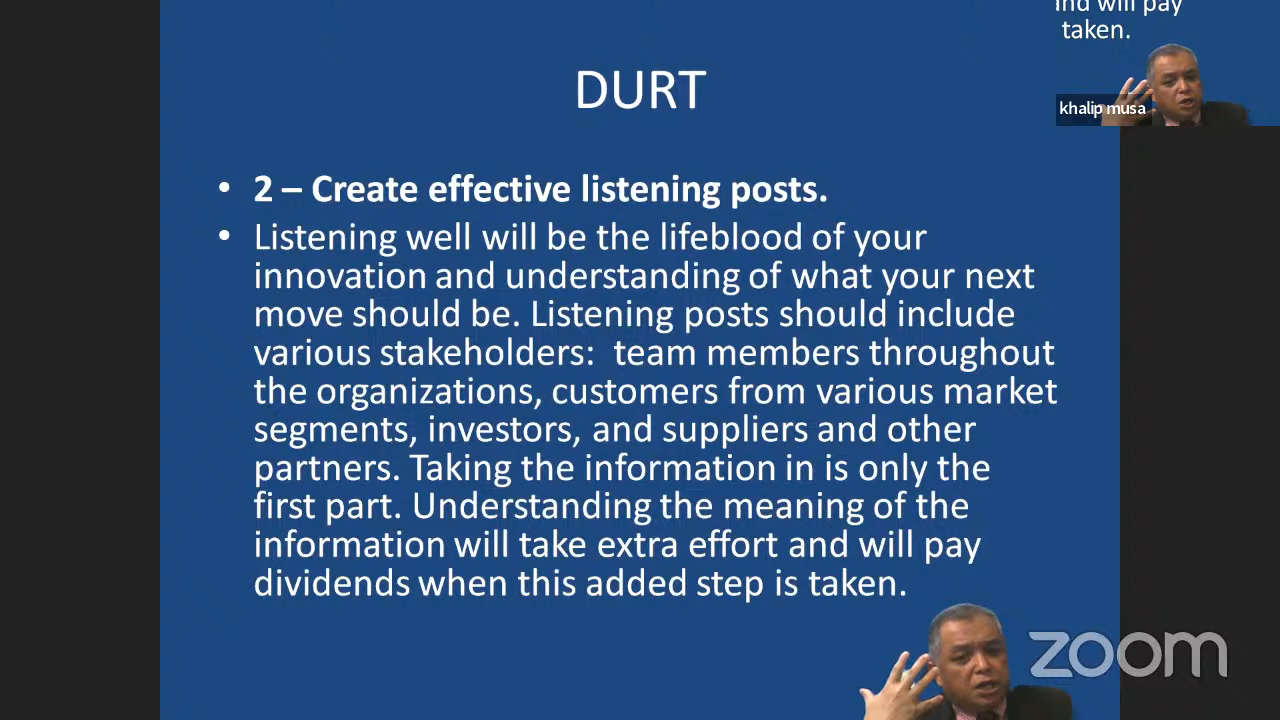 and will pay
taken.
khalip musa
DURT
• 2 – Create effective listening posts.
• Listening well will be the lifeblood of your
innovation and understanding of what your next
move should be. Listening posts should include
various stakeholders:  team members throughout
the organizations, customers from various market
segments, investors, and suppliers and other
partners. Taking the information in is only the
first part. Understanding the meaning of the
information will take extra effort and will pay
dividends when this added step is taken.
zoom